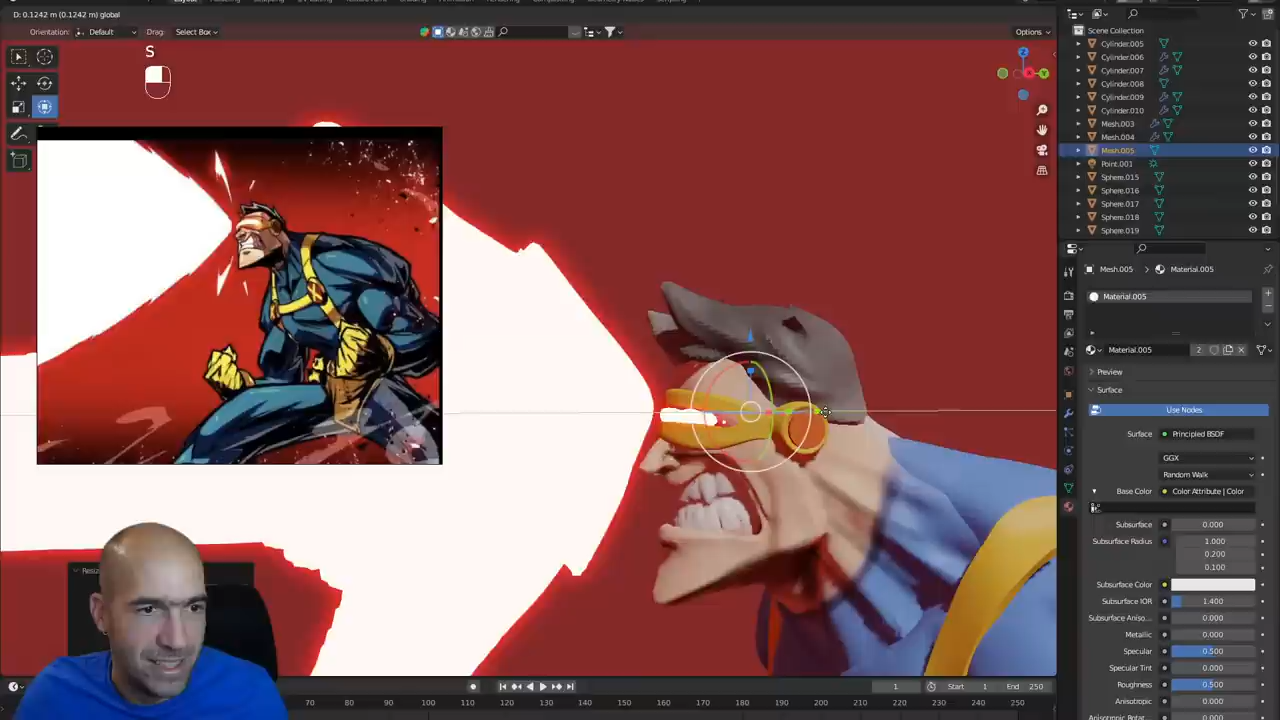 D: 0.1242 m (0.1242 m) global
Orientation: Default Drag: Select Box
Options
S
Scene Collection
Cylinder.005
Cylinder.006
Cylinder.007
Cylinder.008
Cylinder.009
Cylinder.010
Mesh.003
Mesh.004
Mesh.005
Point.001
Sphere.015
Sphere.016
Sphere.017
Sphere.018
Sphere.019
Mesh.005 > Material.005
Material.005
Material.005 2
Preview
Surface
Use Nodes
Surface Principled BSDF
GGX
Random Walk
Base Color Color Attribute | Color
Subsurface 0.000
Subsurface Radius 1.000
0.200
0.100
Subsurface Color
Subsurface IOR 1.400
Subsurface Aniso... 0.000
Metallic 0.000
Specular 0.500
Specular Tint 0.000
Roughness 0.500
Anisotropic 0.000
Anisotropic Rotat... 0.000
Z
Y
X
1 Start 1 End 250
70 80 90 100 110 120 130 140 150 160 170 180 190 200 210 220 230 240 250